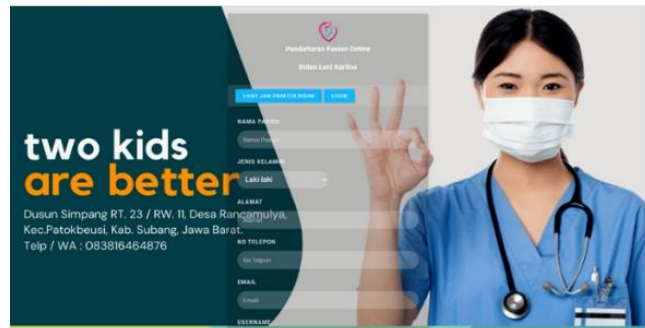 Pendaftaran Pasien Online
Bidan Leni Karlina
LIHAT JAM PRAKTEK BIDAN
LOGIN
two kids
are better
Dusun Simpang RT. 23 / RW. 11, Desa Rancamulya,
Kec.Patokbeusi, Kab. Subang, Jawa Barat.
Telp / WA : 083816464876
NAMA PASIEN
Nama Pasien
JENIS KELAMIN
Laki-laki
ALAMAT
Alamat
NO TELEPON
No Telpon
EMAIL
Email
USERNAME